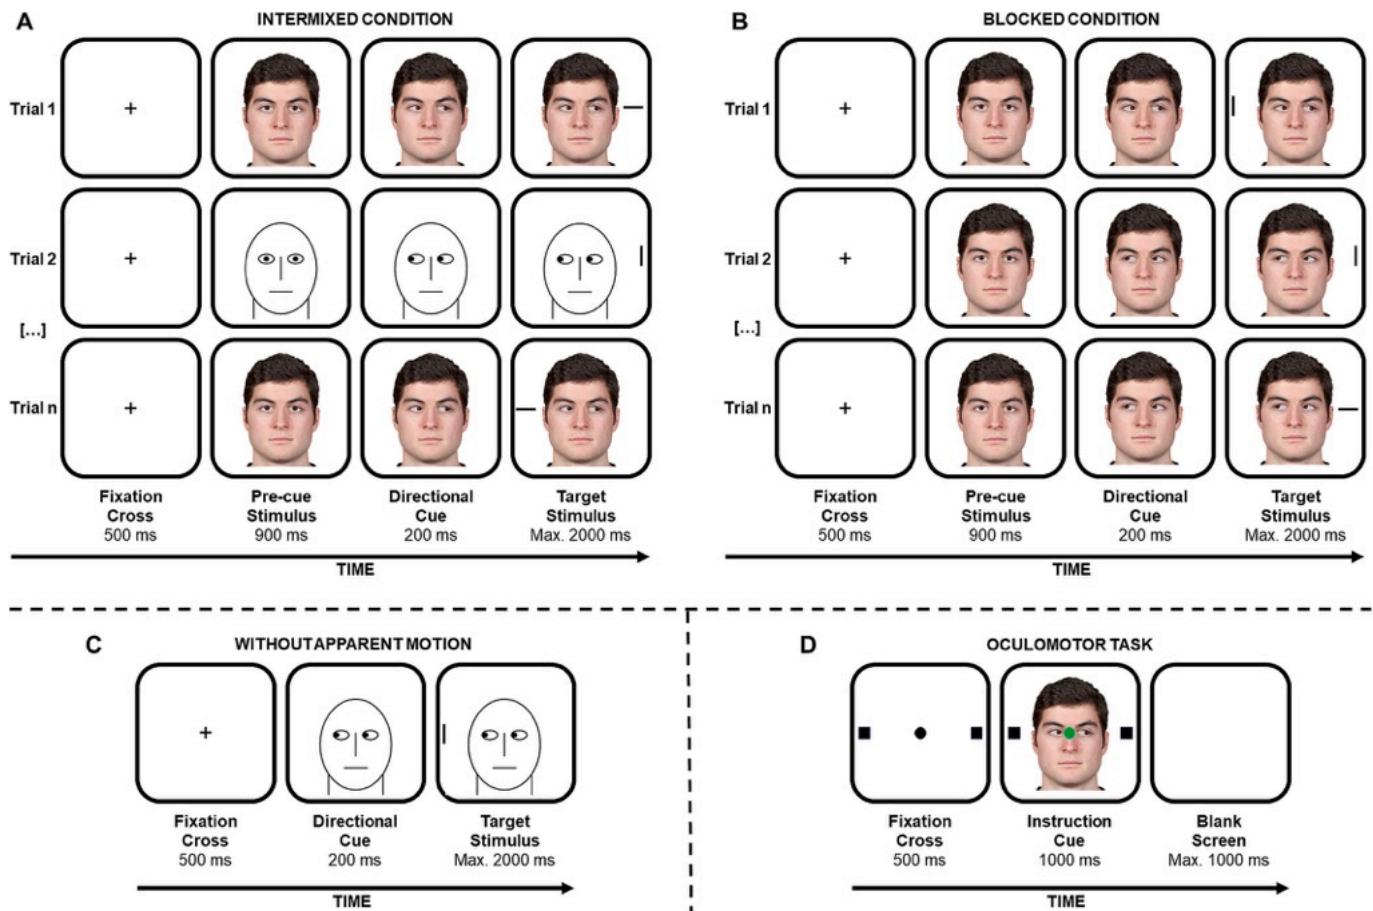 A
INTERMIXED CONDITION
Trial 1
+
Trial 2
+
[...]
Trial n
+
Fixation Cross
500 ms
Pre-cue Stimulus
900 ms
Directional Cue
200 ms
Target Stimulus
Max. 2000 ms
TIME
B
BLOCKED CONDITION
Trial 1
+
Trial 2
+
[...]
Trial n
+
Fixation Cross
500 ms
Pre-cue Stimulus
900 ms
Directional Cue
200 ms
Target Stimulus
Max. 2000 ms
TIME
C
WITHOUT APPARENT MOTION
+
Fixation Cross
500 ms
Directional Cue
200 ms
Target Stimulus
Max. 2000 ms
TIME
D
OCULOMOTOR TASK
Fixation Cross
500 ms
Instruction Cue
1000 ms
Blank Screen
Max. 1000 ms
TIME